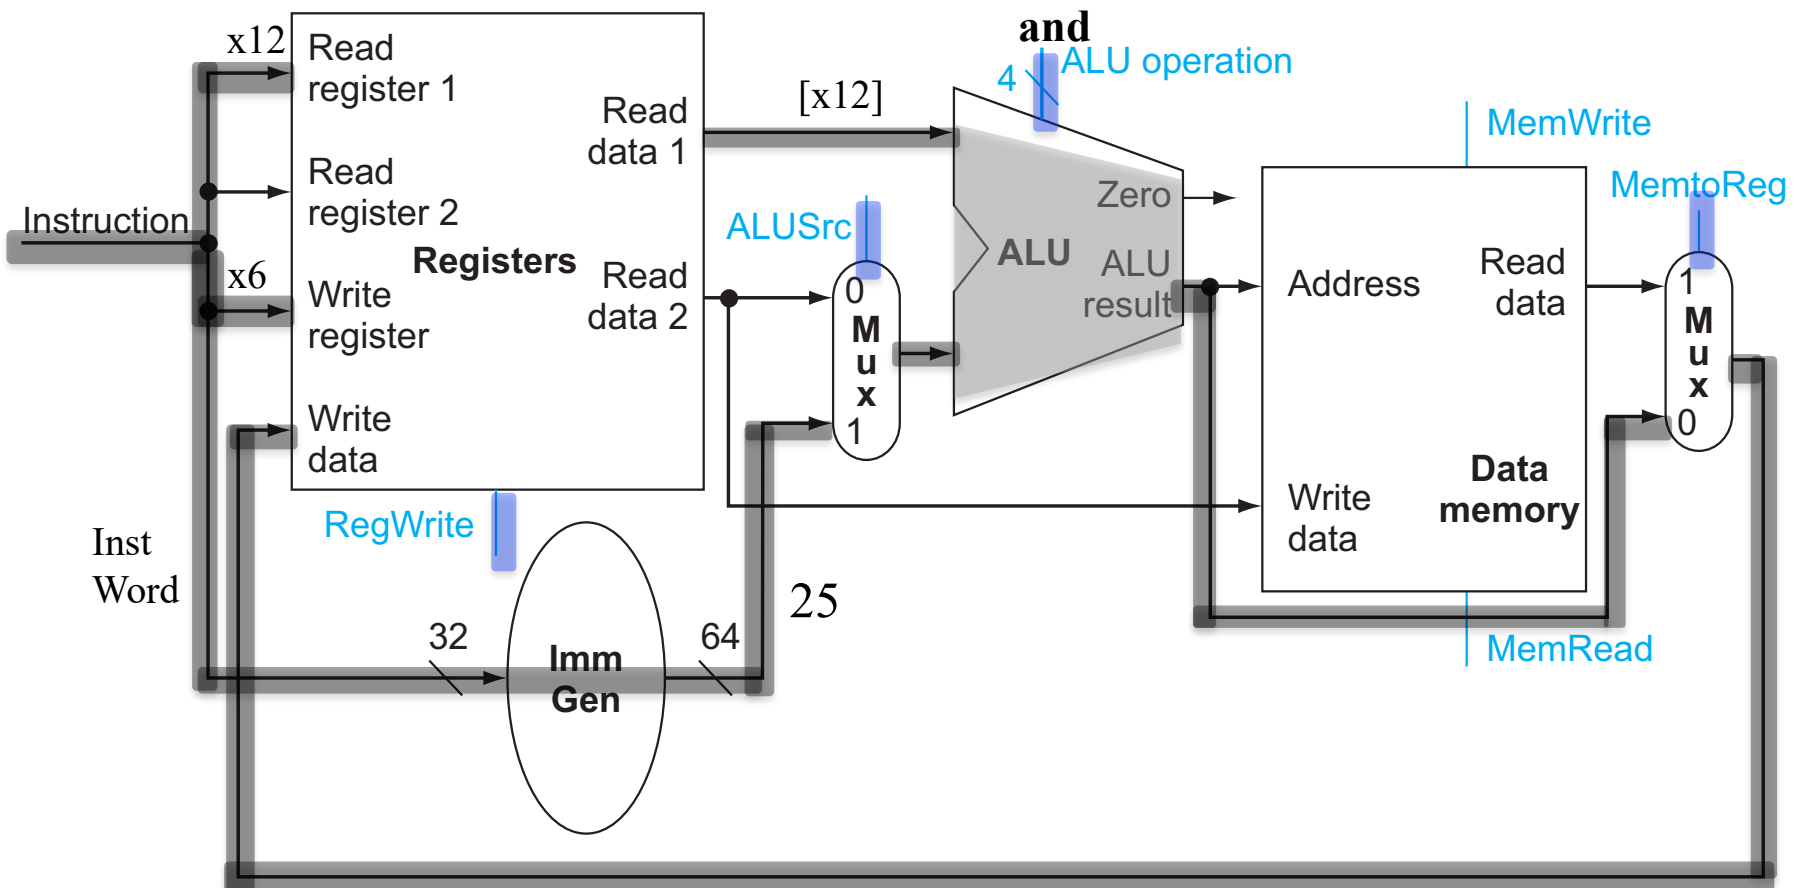 and
x12
Read
register 1
ALU operation
4
[x12]
Read
data 1
MemWrite
Read
register 2
Zero
MemtoReg
Instruction
ALUSrc
Registers
ALU
ALU
result
Read
data
x6
Write
register
Read
data 2
0
M
u
x
1
Address
1
M
u
x
0
Write
data
Data
memory
Write
data
RegWrite
Inst
Word
25
32
64
Imm
Gen
MemRead